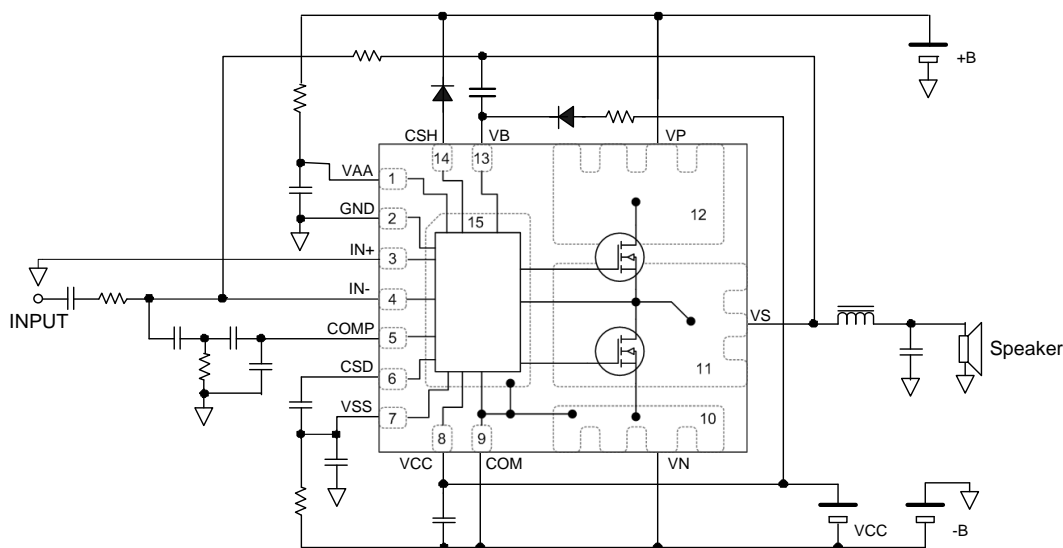 +B
CSH
VB
VP
14
13
VAA
1
GND
2
15
12
IN+
3
IN-
4
INPUT
VS
COMP
5
Speaker
CSD
6
11
VSS
7
10
8
9
VCC
COM
VN
VCC
-B